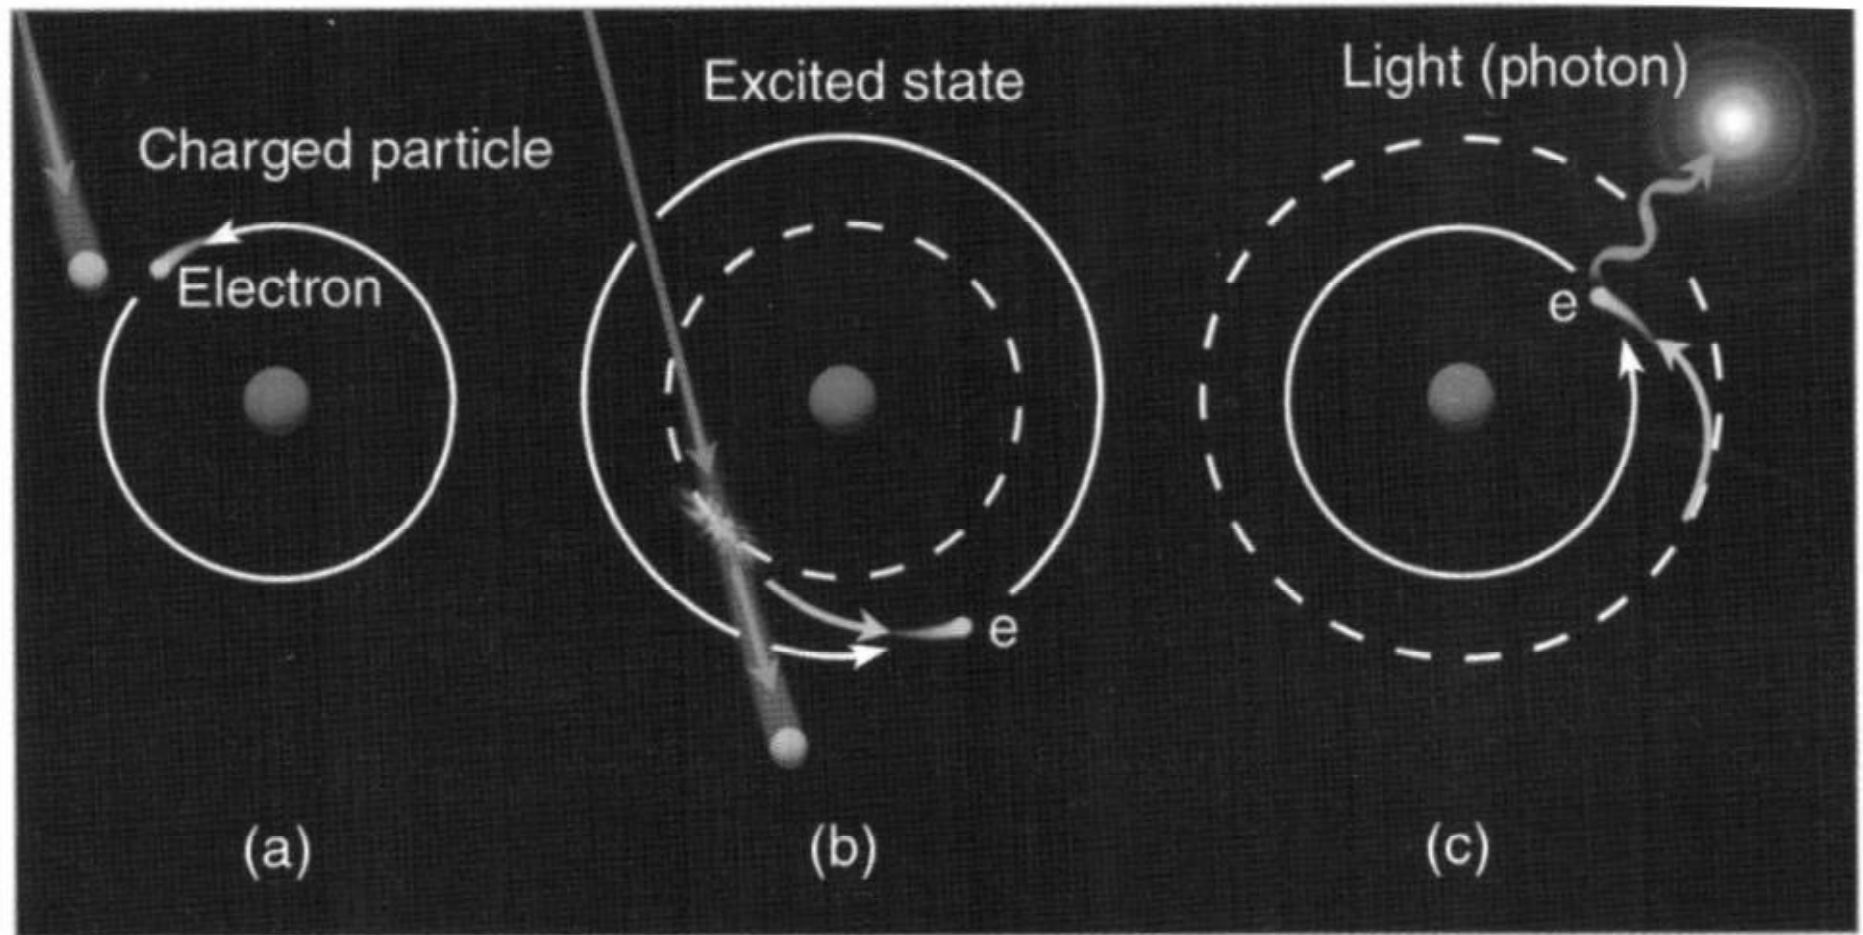 Charged particle
Electron
(a)
Excited state
e
(b)
Light (photon)
e
(c)